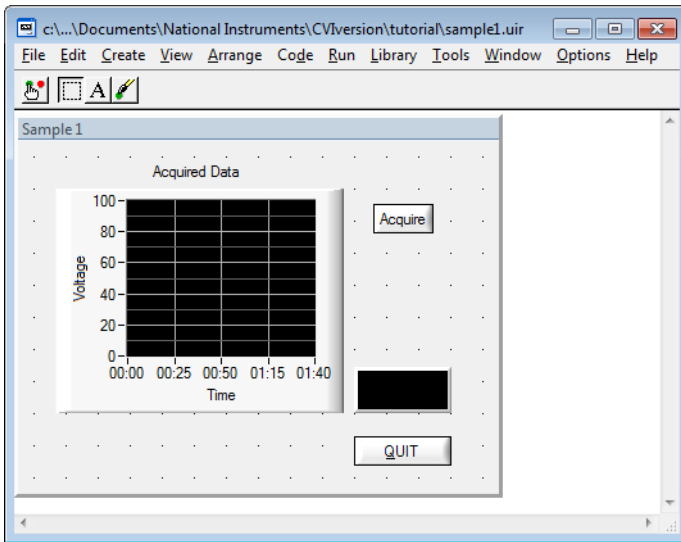 c:\...\Documents\National Instruments\CVIversion\tutorial\sample1.uir
File Edit Create View Arrange Code Run Library Tools Window Options Help
A
Sample 1
Acquired Data
100
80
60
40
20
0
Voltage
00:00 00:25 00:50 01:15 01:40
Time
Acquire
QUIT